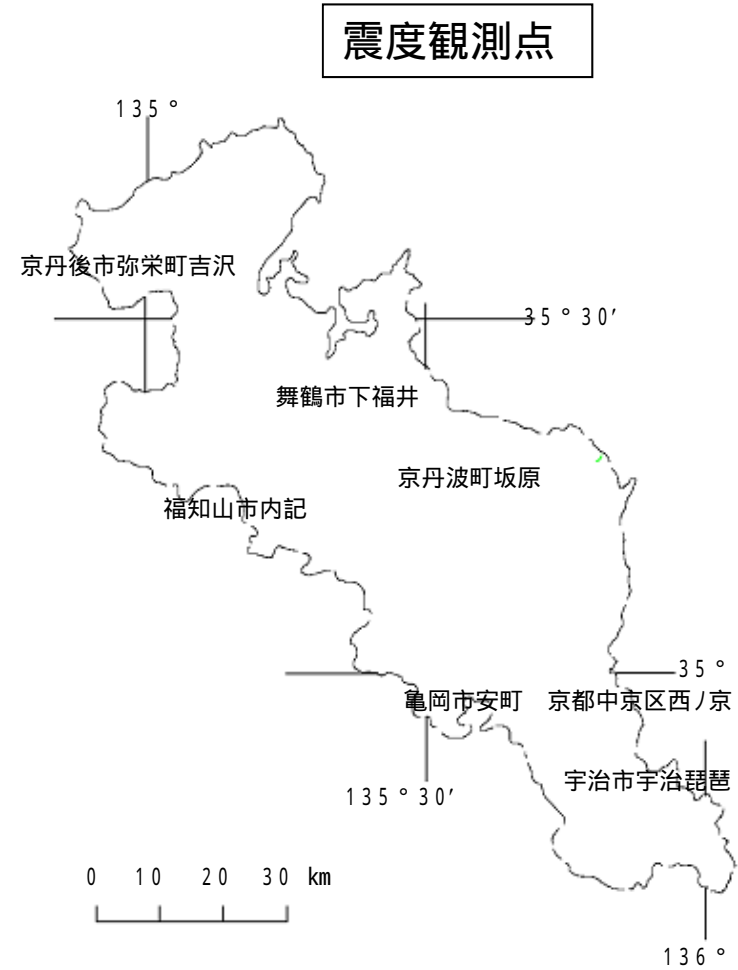 震度観測点
135°
京丹後市弥栄町吉沢
35°30′
舞鶴市下福井
京丹波町坂原
福知山市内記
35°
亀岡市安町
京都中京区西ノ京
宇治市宇治琵琶
135°30′
0 10 20 30 km
136°